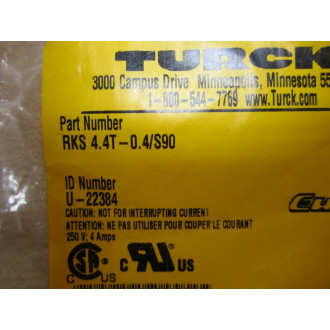 TURCK
3000 Campus Drive Minneapolis, Minnesota 55
1-800-544-7769 www.Turck.com
Part Number
RKS 4.4T-0.4/S90
ID Number
U-22384
CAUTION: NOT FOR INTERRUPTING CURRENT
ATTENTION: NE PAS UTILISER POUR COUPER LE COURANT
250 V; 4 Amps
C US
C US